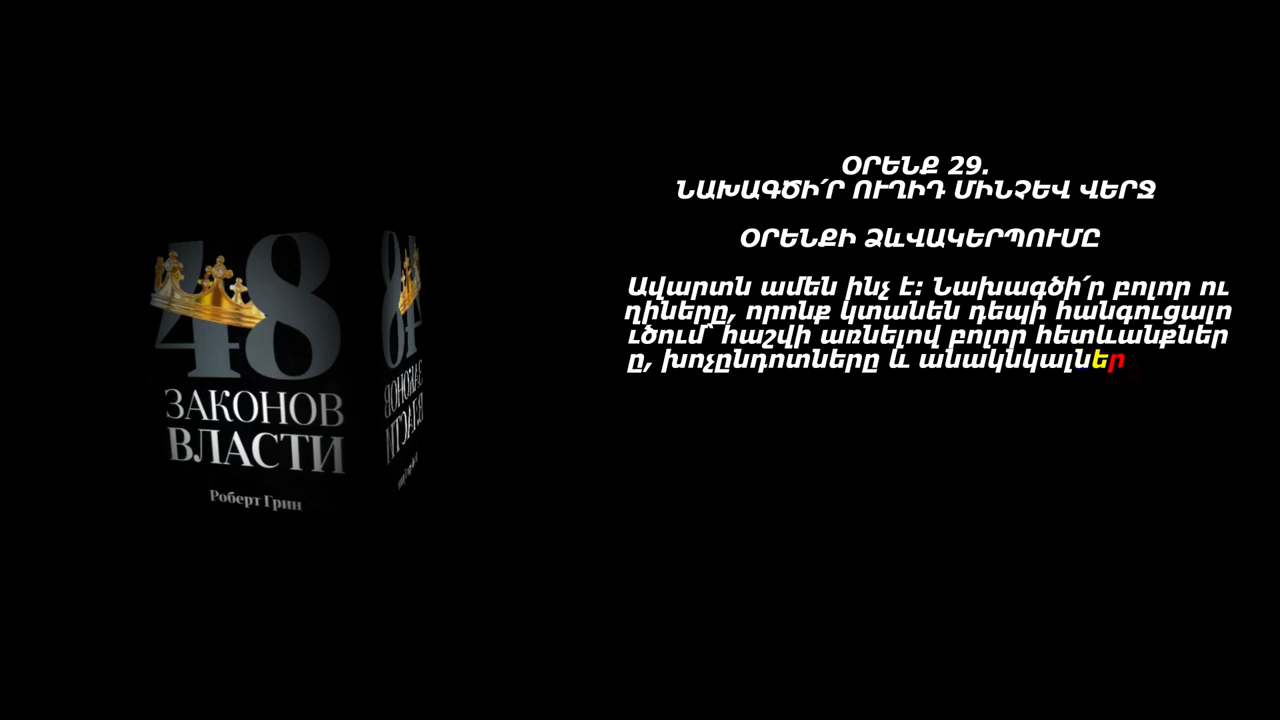 48
ЗАКОНОВ
ВЛАСТИ
Роберт Грин
ՕՐԵՆՔ 29.
ՆԱԽԱԳԾԻ՛Ր ՈՒՂԻԴ ՄԻՆՉԵՎ ՎԵՐՋ
ՕՐԵՆՔԻ ՁևՎԱԿԵՐՊՈՒՄԸ
Ավարտն ամեն ինչ է: Նախագծի՛ր բոլոր ու
ղիները, որոնք կտանեն դեպի հանգուցալո
ւծում՝ հաշվի առնելով բոլոր հետևանքներ
ը, խոչընդոտները և անակնկալներ